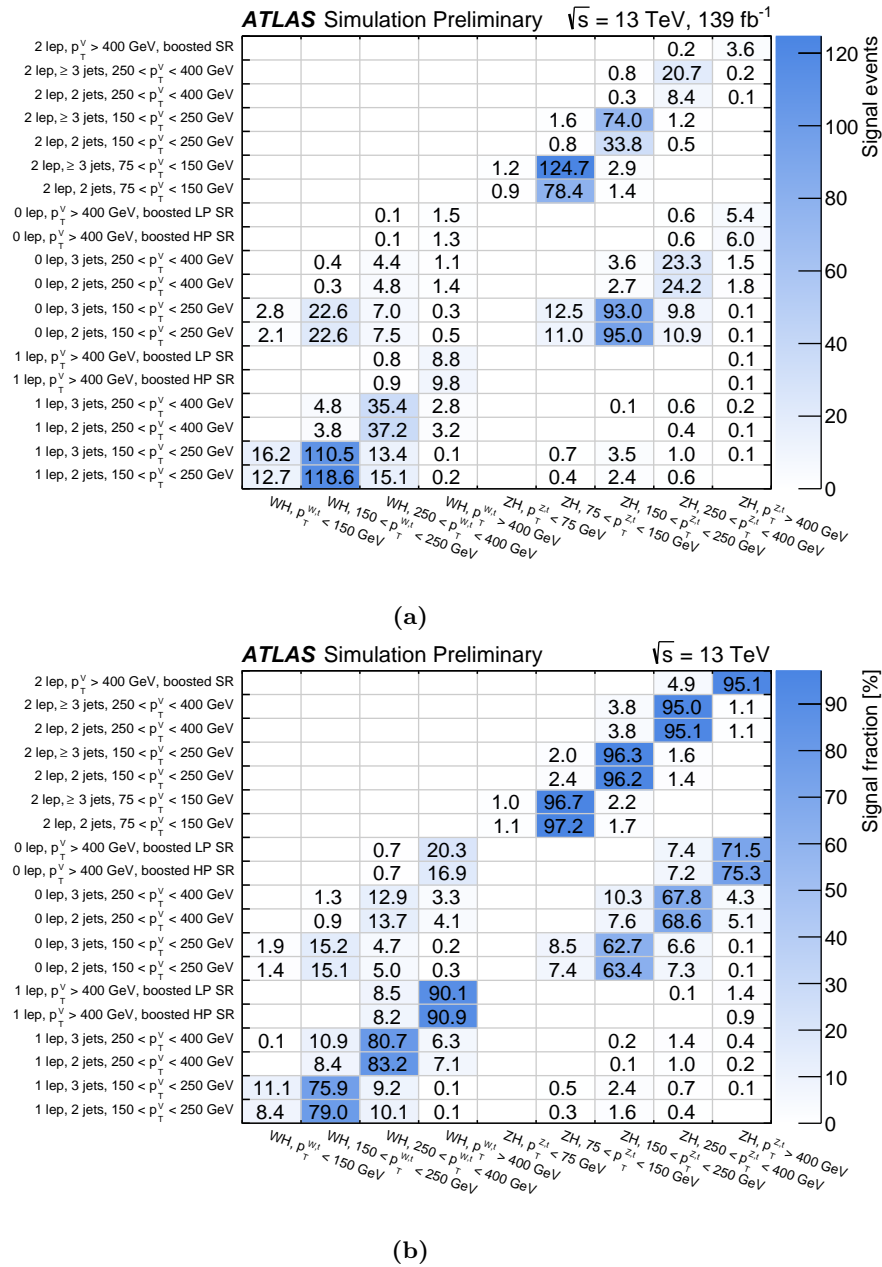 ATLAS Simulation Preliminary √s = 13 TeV, 139 fb⁻¹
2 lep, p_T^V > 400 GeV, boosted SR 0.2 3.6
2 lep, ≥ 3 jets, 250 < p_T^V < 400 GeV 0.8 20.7 0.2
2 lep, 2 jets, 250 < p_T^V < 400 GeV 0.3 8.4 0.1
2 lep, ≥ 3 jets, 150 < p_T^V < 250 GeV 1.6 74.0 1.2
2 lep, 2 jets, 150 < p_T^V < 250 GeV 0.8 33.8 0.5
2 lep, ≥ 3 jets, 75 < p_T^V < 150 GeV 1.2 124.7 2.9
2 lep, 2 jets, 75 < p_T^V < 150 GeV 0.9 78.4 1.4
0 lep, p_T^V > 400 GeV, boosted LP SR 0.1 1.5 0.6 5.4
0 lep, p_T^V > 400 GeV, boosted HP SR 0.1 1.3 0.6 6.0
0 lep, 3 jets, 250 < p_T^V < 400 GeV 0.4 4.4 1.1 3.6 23.3 1.5
0 lep, 2 jets, 250 < p_T^V < 400 GeV 0.3 4.8 1.4 2.7 24.2 1.8
0 lep, 3 jets, 150 < p_T^V < 250 GeV 2.8 22.6 7.0 0.3 12.5 93.0 9.8 0.1
0 lep, 2 jets, 150 < p_T^V < 250 GeV 2.1 22.6 7.5 0.5 11.0 95.0 10.9 0.1
1 lep, p_T^V > 400 GeV, boosted LP SR 0.8 8.8 0.1
1 lep, p_T^V > 400 GeV, boosted HP SR 0.9 9.8 0.1
1 lep, 3 jets, 250 < p_T^V < 400 GeV 4.8 35.4 2.8 0.1 0.6 0.2
1 lep, 2 jets, 250 < p_T^V < 400 GeV 3.8 37.2 3.2 0.4 0.1
1 lep, 3 jets, 150 < p_T^V < 250 GeV 16.2 110.5 13.4 0.1 0.7 3.5 1.0 0.1
1 lep, 2 jets, 150 < p_T^V < 250 GeV 12.7 118.6 15.1 0.2 0.4 2.4 0.6
WH, p_T^{W,t} < 150 GeV
WH, 150 < p_T^{W,t} < 250 GeV
WH, 250 < p_T^{W,t} < 400 GeV
WH, p_T^{W,t} > 400 GeV
ZH, p_T^{Z,t} < 75 GeV
ZH, 75 < p_T^{Z,t} < 150 GeV
ZH, 150 < p_T^{Z,t} < 250 GeV
ZH, 250 < p_T^{Z,t} < 400 GeV
ZH, p_T^{Z,t} > 400 GeV
120
100
80
60
40
20
0
Signal events
(a)
ATLAS Simulation Preliminary √s = 13 TeV
2 lep, p_T^V > 400 GeV, boosted SR 4.9 95.1
2 lep, ≥ 3 jets, 250 < p_T^V < 400 GeV 3.8 95.0 1.1
2 lep, 2 jets, 250 < p_T^V < 400 GeV 3.8 95.1 1.1
2 lep, ≥ 3 jets, 150 < p_T^V < 250 GeV 2.0 96.3 1.6
2 lep, 2 jets, 150 < p_T^V < 250 GeV 2.4 96.2 1.4
2 lep, ≥ 3 jets, 75 < p_T^V < 150 GeV 1.0 96.7 2.2
2 lep, 2 jets, 75 < p_T^V < 150 GeV 1.1 97.2 1.7
0 lep, p_T^V > 400 GeV, boosted LP SR 0.7 20.3 7.4 71.5
0 lep, p_T^V > 400 GeV, boosted HP SR 0.7 16.9 7.2 75.3
0 lep, 3 jets, 250 < p_T^V < 400 GeV 1.3 12.9 3.3 10.3 67.8 4.3
0 lep, 2 jets, 250 < p_T^V < 400 GeV 0.9 13.7 4.1 7.6 68.6 5.1
0 lep, 3 jets, 150 < p_T^V < 250 GeV 1.9 15.2 4.7 0.2 8.5 62.7 6.6 0.1
0 lep, 2 jets, 150 < p_T^V < 250 GeV 1.4 15.1 5.0 0.3 7.4 63.4 7.3 0.1
1 lep, p_T^V > 400 GeV, boosted LP SR 8.5 90.1 0.1 1.4
1 lep, p_T^V > 400 GeV, boosted HP SR 8.2 90.9 0.9
1 lep, 3 jets, 250 < p_T^V < 400 GeV 0.1 10.9 80.7 6.3 0.2 1.4 0.4
1 lep, 2 jets, 250 < p_T^V < 400 GeV 8.4 83.2 7.1 0.1 1.0 0.2
1 lep, 3 jets, 150 < p_T^V < 250 GeV 11.1 75.9 9.2 0.1 0.5 2.4 0.7 0.1
1 lep, 2 jets, 150 < p_T^V < 250 GeV 8.4 79.0 10.1 0.1 0.3 1.6 0.4
WH, p_T^{W,t} < 150 GeV
WH, 150 < p_T^{W,t} < 250 GeV
WH, 250 < p_T^{W,t} < 400 GeV
WH, p_T^{W,t} > 400 GeV
ZH, p_T^{Z,t} < 75 GeV
ZH, 75 < p_T^{Z,t} < 150 GeV
ZH, 150 < p_T^{Z,t} < 250 GeV
ZH, 250 < p_T^{Z,t} < 400 GeV
ZH, p_T^{Z,t} > 400 GeV
90
80
70
60
50
40
30
20
10
0
Signal fraction [%]
(b)